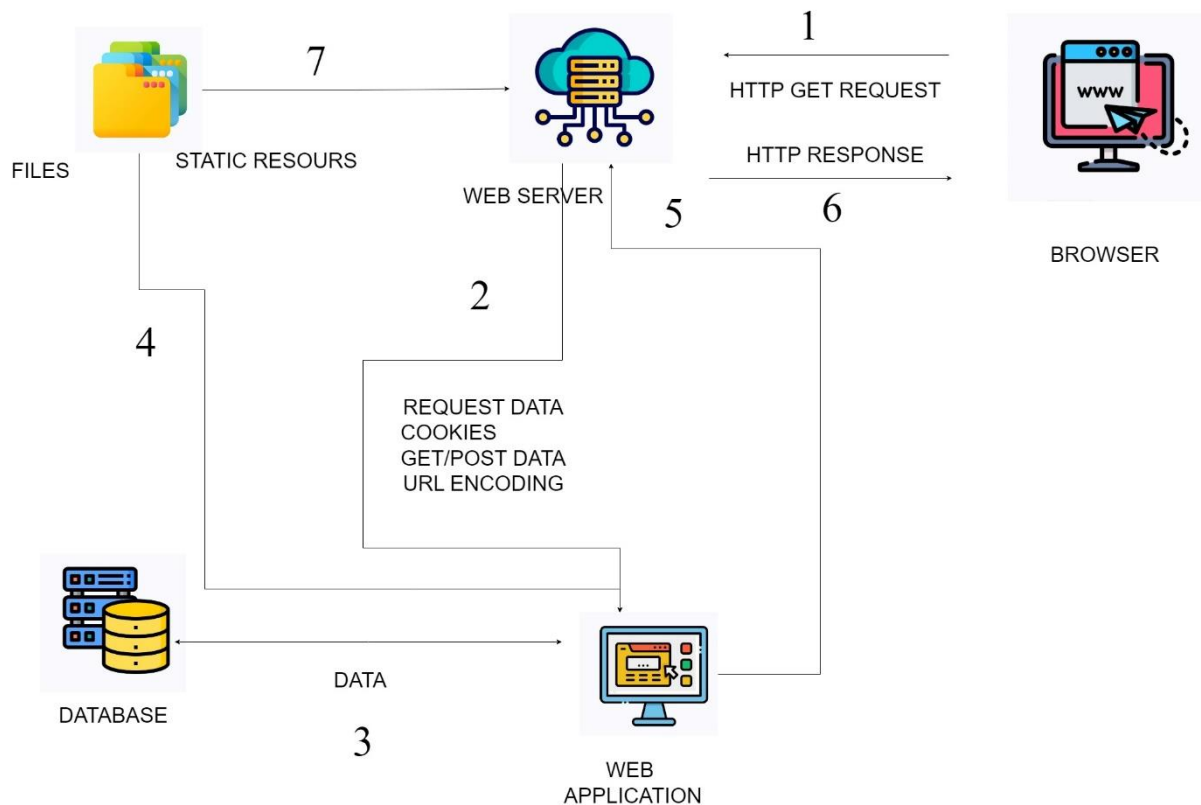 1
7
HTTP GET REQUEST
www
STATIC RESOURS
FILES
HTTP RESPONSE
WEB SERVER
5
6
BROWSER
2
4
REQUEST DATA
COOKIES
GET/POST DATA
URL ENCODING
DATA
DATABASE
3
WEB
APPLICATION